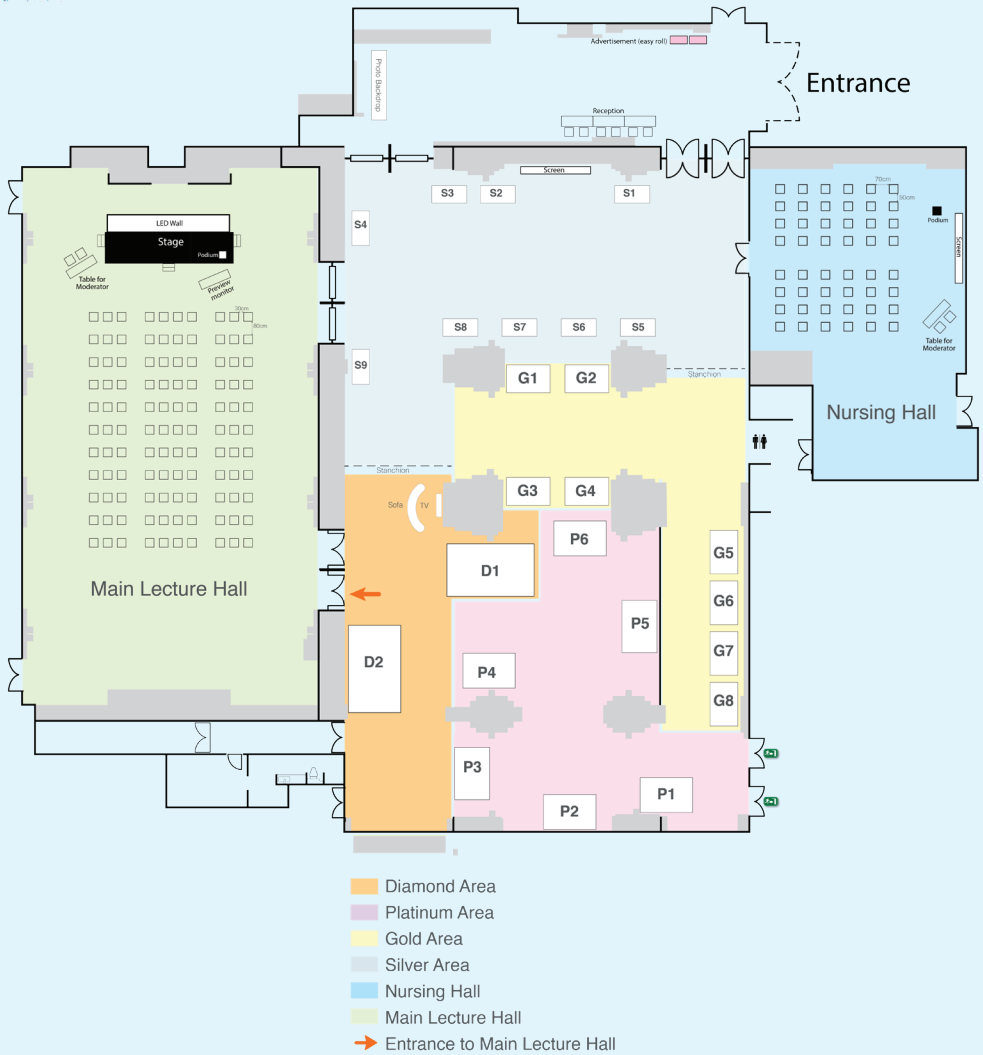 Advertisement (easy roll)
Entrance
Photo Backdrop
Reception
Screen
S3
S2
S1
S4
LED Wall
Stage
Podium
Table for
Moderator
Preview
monitor
30cm
60cm
70cm
50cm
Podium
Screen
Table for
Moderator
Nursing Hall
S8
S7
S6
S5
S9
G1
G2
Stanchion
Stanchion
Sofa
TV
G3
G4
P6
D1
G5
G6
G7
G8
P5
P4
D2
Main Lecture Hall
P3
P2
P1
Diamond Area
Platinum Area
Gold Area
Silver Area
Nursing Hall
Main Lecture Hall
Entrance to Main Lecture Hall